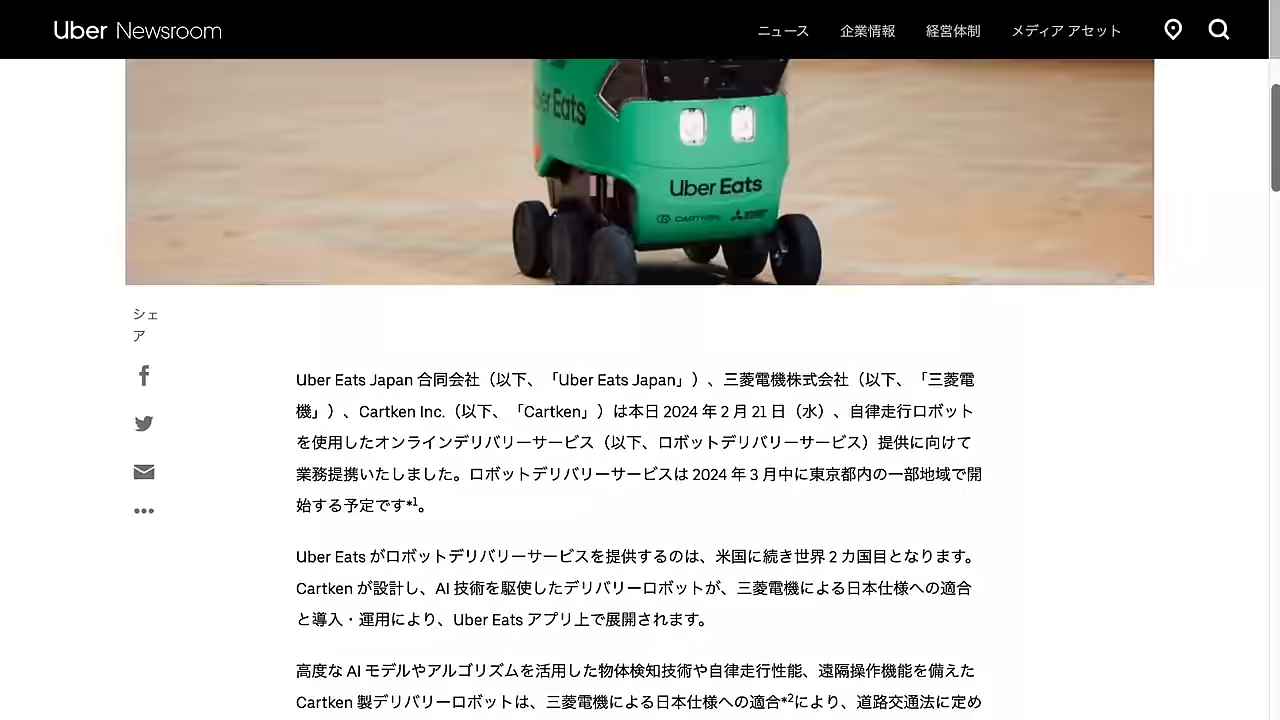 Uber Newsroom
ニュース
企業情報
経営体制
メディア アセット
Uber Eats
Uber Eats
CARTKEN
シェ
ア
Uber Eats Japan 合同会社（以下、「Uber Eats Japan」）、三菱電機株式会社（以下、「三菱電
機」）、Cartken Inc.（以下、「Cartken」）は本日 2024 年 2 月 21 日（水）、自律走行ロボット
を使用したオンラインデリバリーサービス（以下、ロボットデリバリーサービス）提供に向けて
業務提携いたしました。ロボットデリバリーサービスは 2024 年 3 月中に東京都内の一部地域で開
始する予定です*1。
Uber Eats がロボットデリバリーサービスを提供するのは、米国に続き世界 2 カ国目となります。
Cartken が設計し、AI 技術を駆使したデリバリーロボットが、三菱電機による日本仕様への適合
と導入・運用により、Uber Eats アプリ上で展開されます。
高度な AI モデルやアルゴリズムを活用した物体検知技術や自律走行性能、遠隔操作機能を備えた
Cartken 製デリバリーロボットは、三菱電機による日本仕様への適合*2により、道路交通法に定め